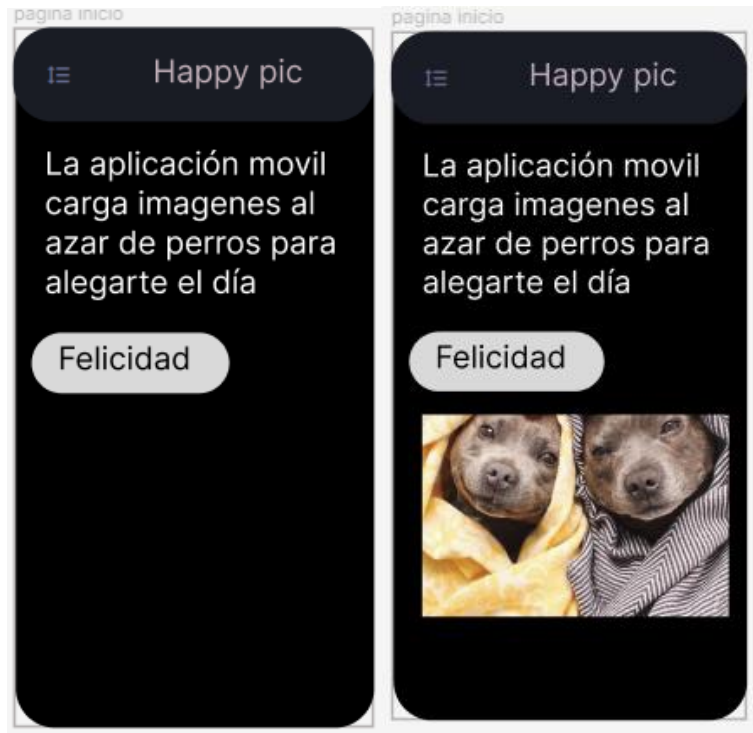 pagina inicio
Happy pic
La aplicación movil
carga imagenes al
azar de perros para
alegarte el día
Felicidad
pagina inicio
Happy pic
La aplicación movil
carga imagenes al
azar de perros para
alegarte el día
Felicidad